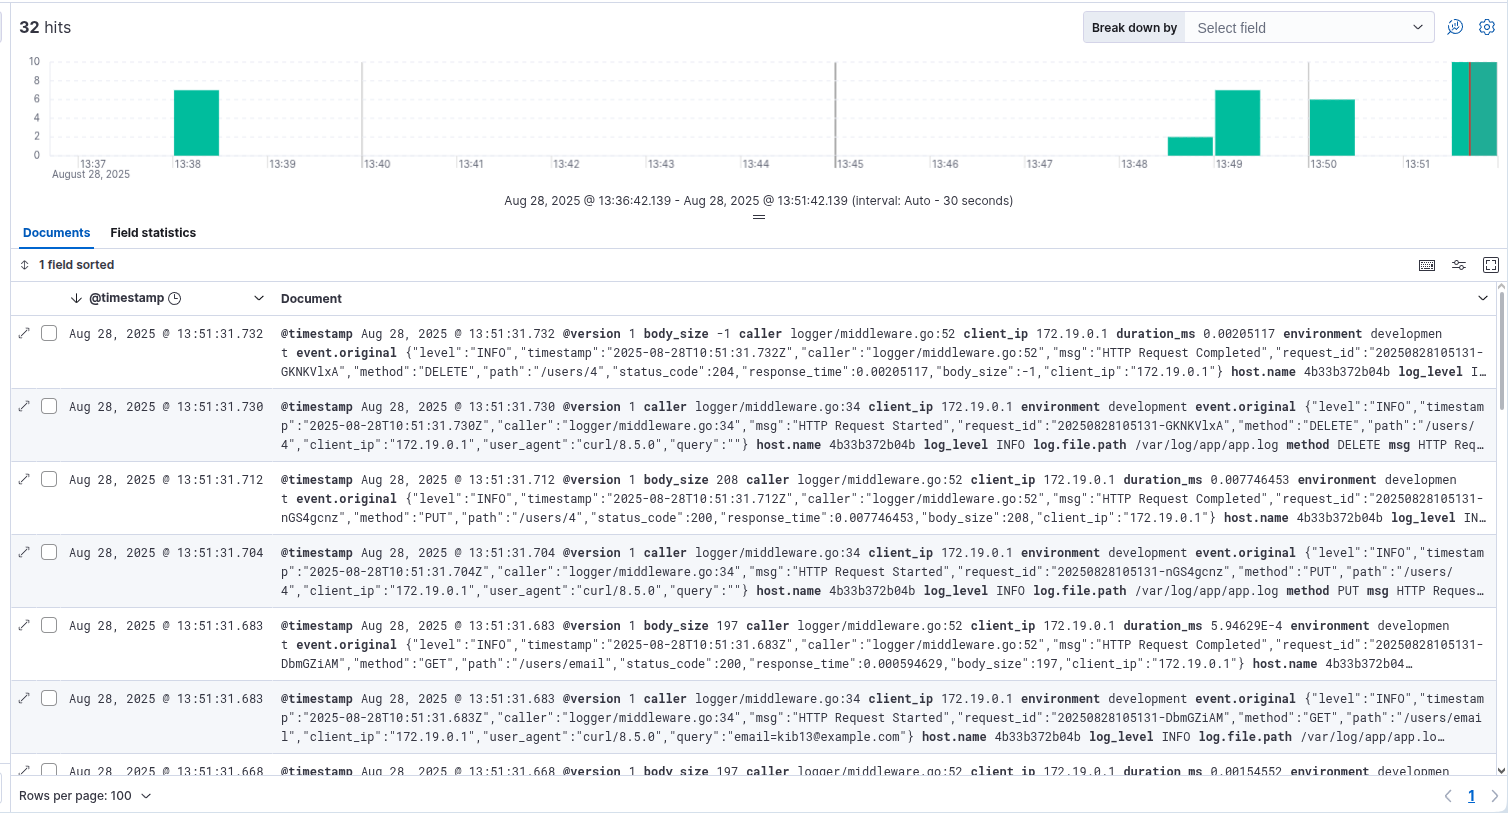 32 hits
Break down by Select field
10
8
6
4
2
0
13:37 13:38 13:39 13:40 13:41 13:42 13:43 13:44 13:45 13:46 13:47 13:48 13:49 13:50 13:51
August 28, 2025
Aug 28, 2025 @ 13:36:42.139 - Aug 28, 2025 @ 13:51:42.139 (interval: Auto - 30 seconds)
Documents Field statistics
1 field sorted
@timestamp Document
Aug 28, 2025 @ 13:51:31.732 @timestamp Aug 28, 2025 @ 13:51:31.732 @version 1 body_size -1 caller logger/middleware.go:52 client_ip 172.19.0.1 duration_ms 0.00205117 environment developmen
t event.original {"level":"INFO","timestamp":"2025-08-28T10:51:31.732Z","caller":"logger/middleware.go:52","msg":"HTTP Request Completed","request_id":"20250828105131-
GKNKVlxA","method":"DELETE","path":"/users/4","status_code":204,"response_time":0.00205117,"body_size":-1,"client_ip":"172.19.0.1"} host.name 4b33b372b04b log_level I…
Aug 28, 2025 @ 13:51:31.730 @timestamp Aug 28, 2025 @ 13:51:31.730 @version 1 caller logger/middleware.go:34 client_ip 172.19.0.1 environment development event.original {"level":"INFO","timestam
p":"2025-08-28T10:51:31.730Z","caller":"logger/middleware.go:34","msg":"HTTP Request Started","request_id":"20250828105131-GKNKVlxA","method":"DELETE","path":"/users/
4","client_ip":"172.19.0.1","user_agent":"curl/8.5.0","query":""} host.name 4b33b372b04b log_level INFO log.file.path /var/log/app/app.log method DELETE msg HTTP Req…
Aug 28, 2025 @ 13:51:31.712 @timestamp Aug 28, 2025 @ 13:51:31.712 @version 1 body_size 208 caller logger/middleware.go:52 client_ip 172.19.0.1 duration_ms 0.007746453 environment developmen
t event.original {"level":"INFO","timestamp":"2025-08-28T10:51:31.712Z","caller":"logger/middleware.go:52","msg":"HTTP Request Completed","request_id":"20250828105131-
nGS4gcnz","method":"PUT","path":"/users/4","status_code":200,"response_time":0.007746453,"body_size":208,"client_ip":"172.19.0.1"} host.name 4b33b372b04b log_level IN…
Aug 28, 2025 @ 13:51:31.704 @timestamp Aug 28, 2025 @ 13:51:31.704 @version 1 caller logger/middleware.go:34 client_ip 172.19.0.1 environment development event.original {"level":"INFO","timestam
p":"2025-08-28T10:51:31.704Z","caller":"logger/middleware.go:34","msg":"HTTP Request Started","request_id":"20250828105131-nGS4gcnz","method":"PUT","path":"/users/
4","client_ip":"172.19.0.1","user_agent":"curl/8.5.0","query":""} host.name 4b33b372b04b log_level INFO log.file.path /var/log/app/app.log method PUT msg HTTP Reques…
Aug 28, 2025 @ 13:51:31.683 @timestamp Aug 28, 2025 @ 13:51:31.683 @version 1 body_size 197 caller logger/middleware.go:52 client_ip 172.19.0.1 duration_ms 5.94629E-4 environment developmen
t event.original {"level":"INFO","timestamp":"2025-08-28T10:51:31.683Z","caller":"logger/middleware.go:52","msg":"HTTP Request Completed","request_id":"20250828105131-
DbmGZiAM","method":"GET","path":"/users/email","status_code":200,"response_time":0.000594629,"body_size":197,"client_ip":"172.19.0.1"} host.name 4b33b372b04…
Aug 28, 2025 @ 13:51:31.683 @timestamp Aug 28, 2025 @ 13:51:31.683 @version 1 caller logger/middleware.go:34 client_ip 172.19.0.1 environment development event.original {"level":"INFO","timestam
p":"2025-08-28T10:51:31.683Z","caller":"logger/middleware.go:34","msg":"HTTP Request Started","request_id":"20250828105131-DbmGZiAM","method":"GET","path":"/users/emai
l","client_ip":"172.19.0.1","user_agent":"curl/8.5.0","query":"email=kib13@example.com"} host.name 4b33b372b04b log_level INFO log.file.path /var/log/app/app.lo…
Aug 28, 2025 @ 13:51:31.668 @timestamp Aug 28, 2025 @ 13:51:31.668 @version 1 body_size 197 caller logger/middleware.go:52 client_ip 172.19.0.1 duration_ms 0.00154552 environment developmen
Rows per page: 100 1